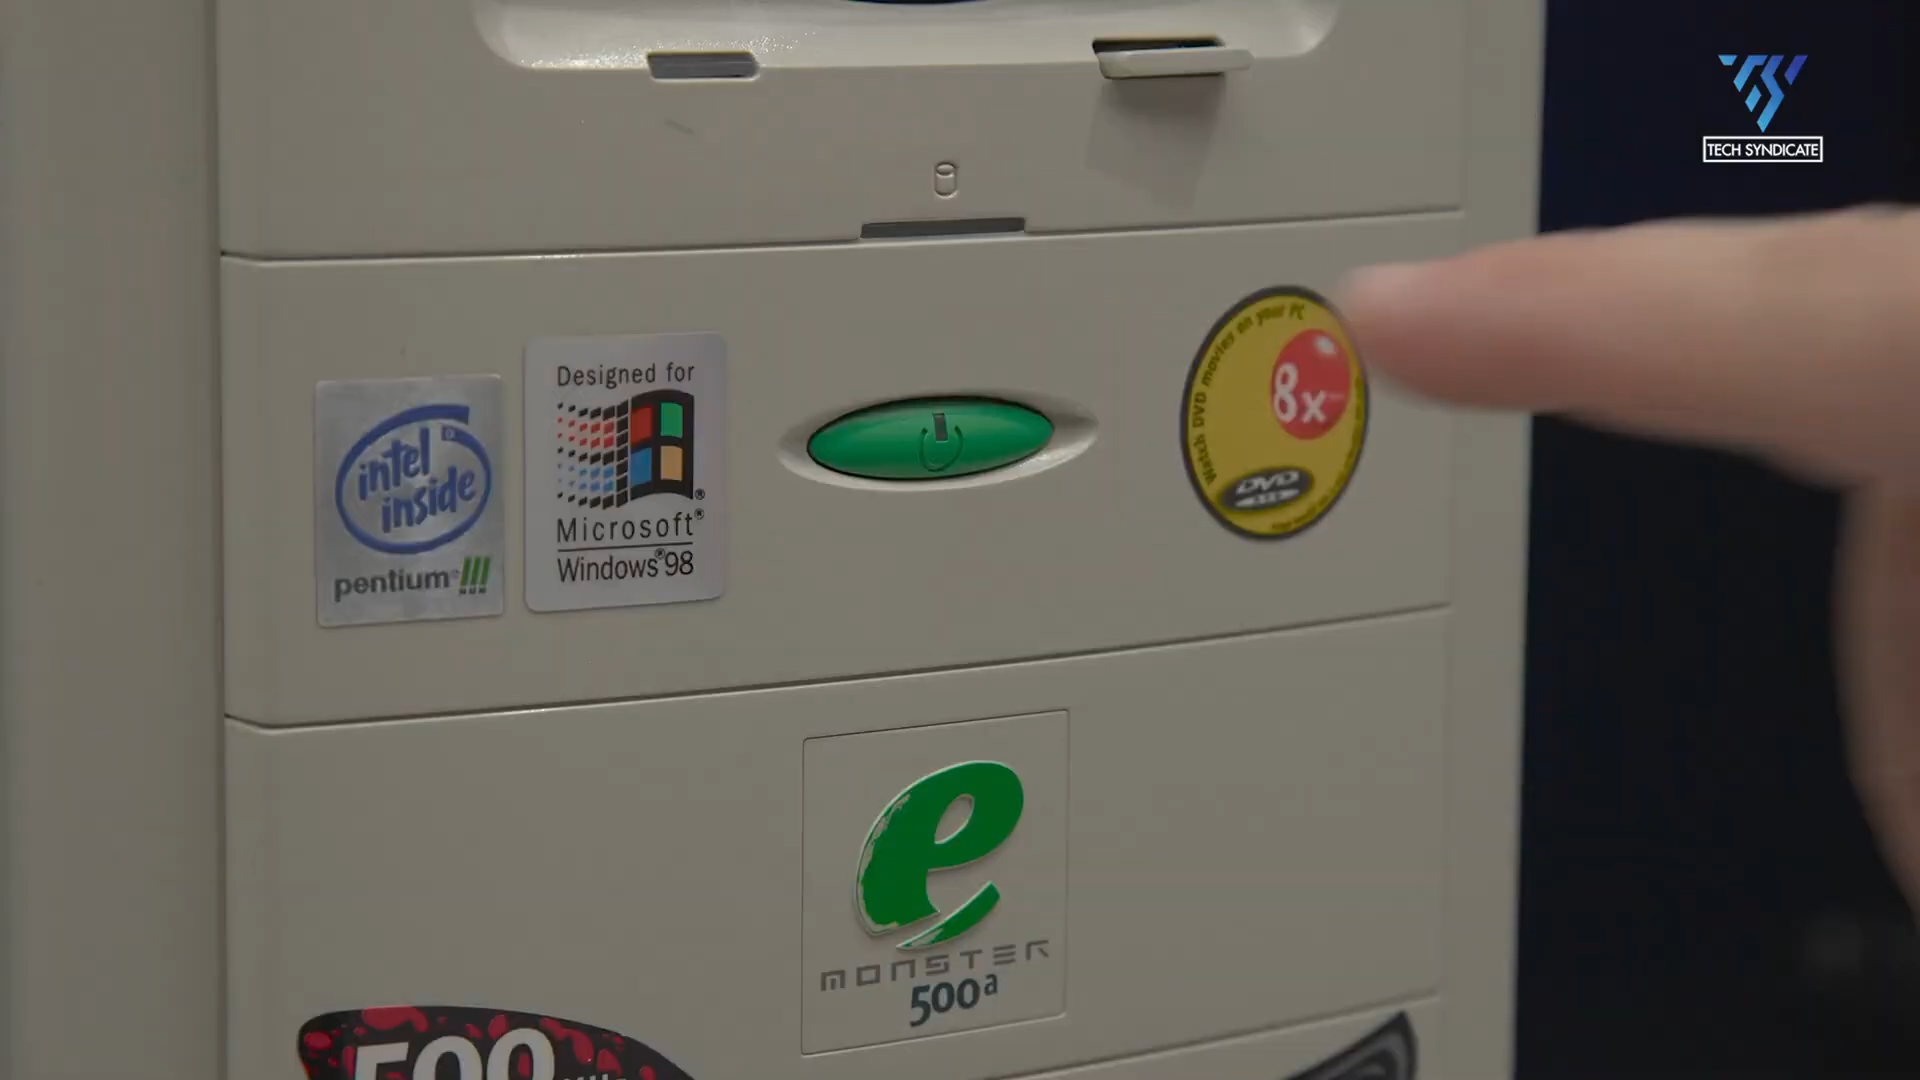 TECH SYNDICATE
Watch DVD movies on your PC
8x
DVD
intel
inside
pentium III
Designed for
Microsoft®
Windows®98
e
MONSTER
500a
500